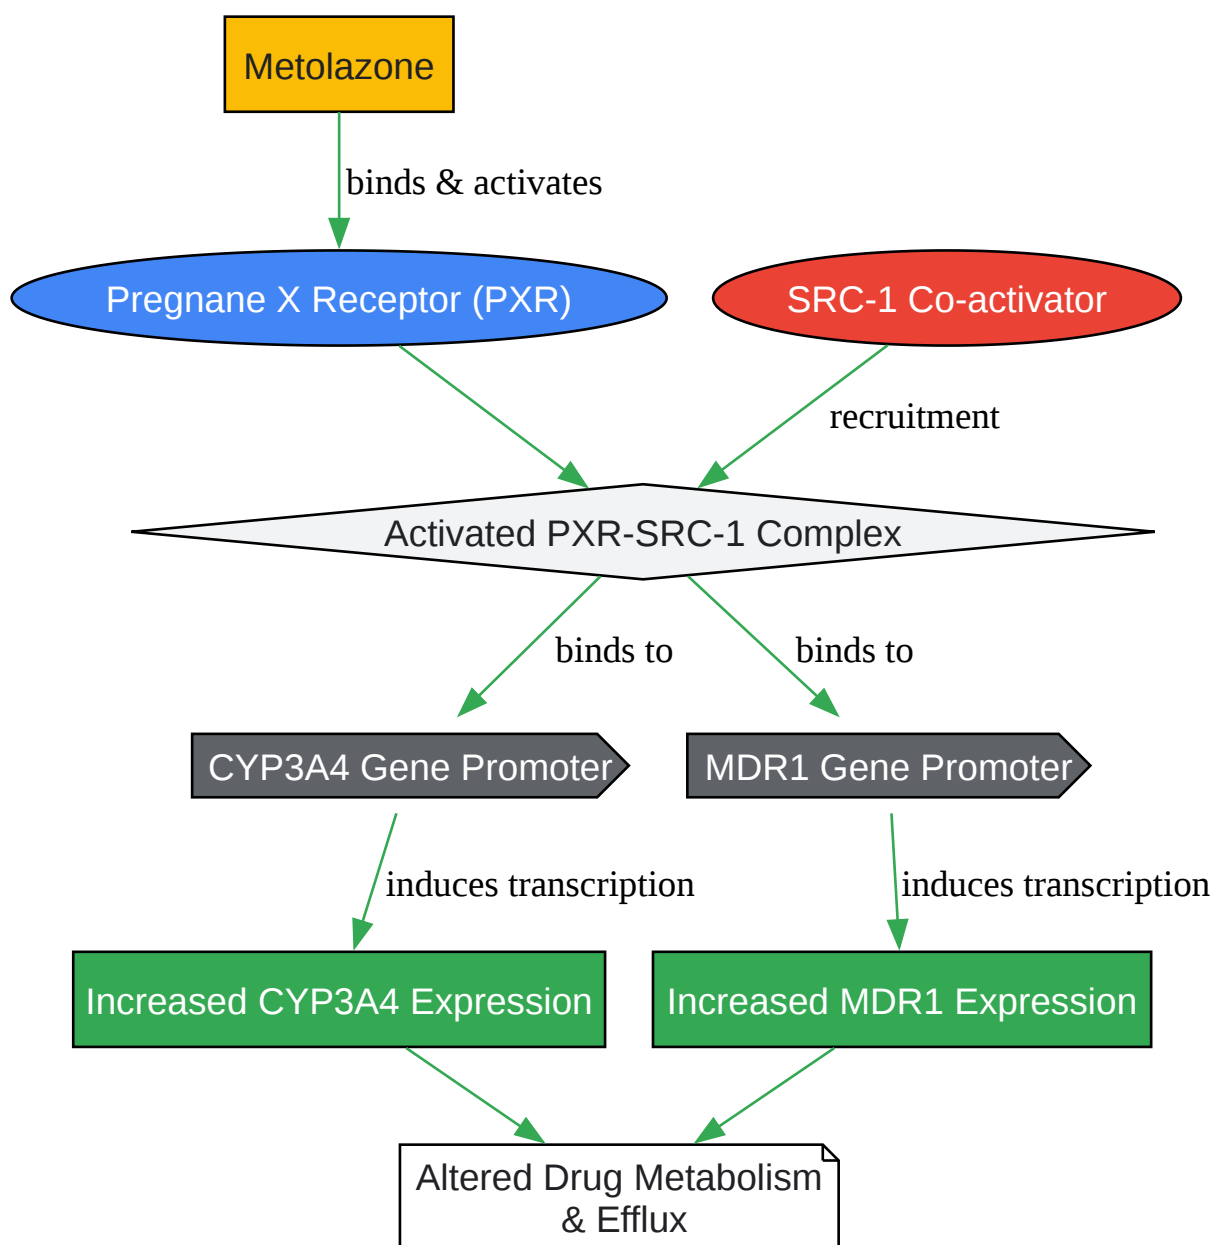 Metolazone
binds & activates
Pregnane X Receptor (PXR)
SRC-1 Co-activator
recruitment
Activated PXR-SRC-1 Complex
binds to
binds to
CYP3A4 Gene Promoter
MDR1 Gene Promoter
induces transcription
induces transcription
Increased CYP3A4 Expression
Increased MDR1 Expression
Altered Drug Metabolism
& Efflux